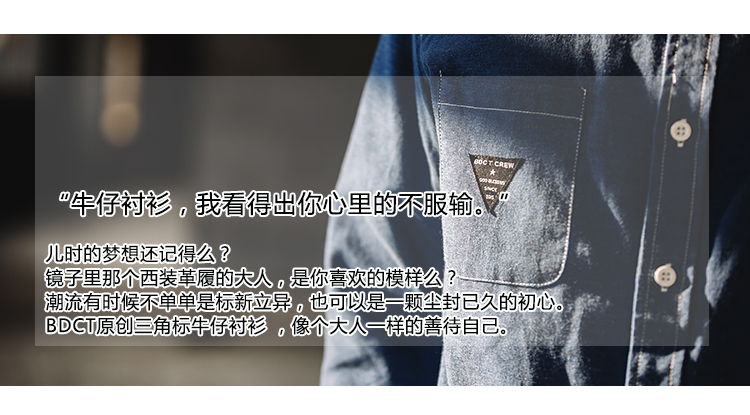 “牛仔衬衫，我看得出你心里的不服输。”
儿时的梦想还记得么？
镜子里那个西装革履的大人，是你喜欢的模样么？
潮流有时候不单单是标新立异，也可以是一颗尘封已久的初心。
BDCT原创三角标牛仔衬衫 ，像个大人一样的善待自己。
BDCT CREW
SINCE